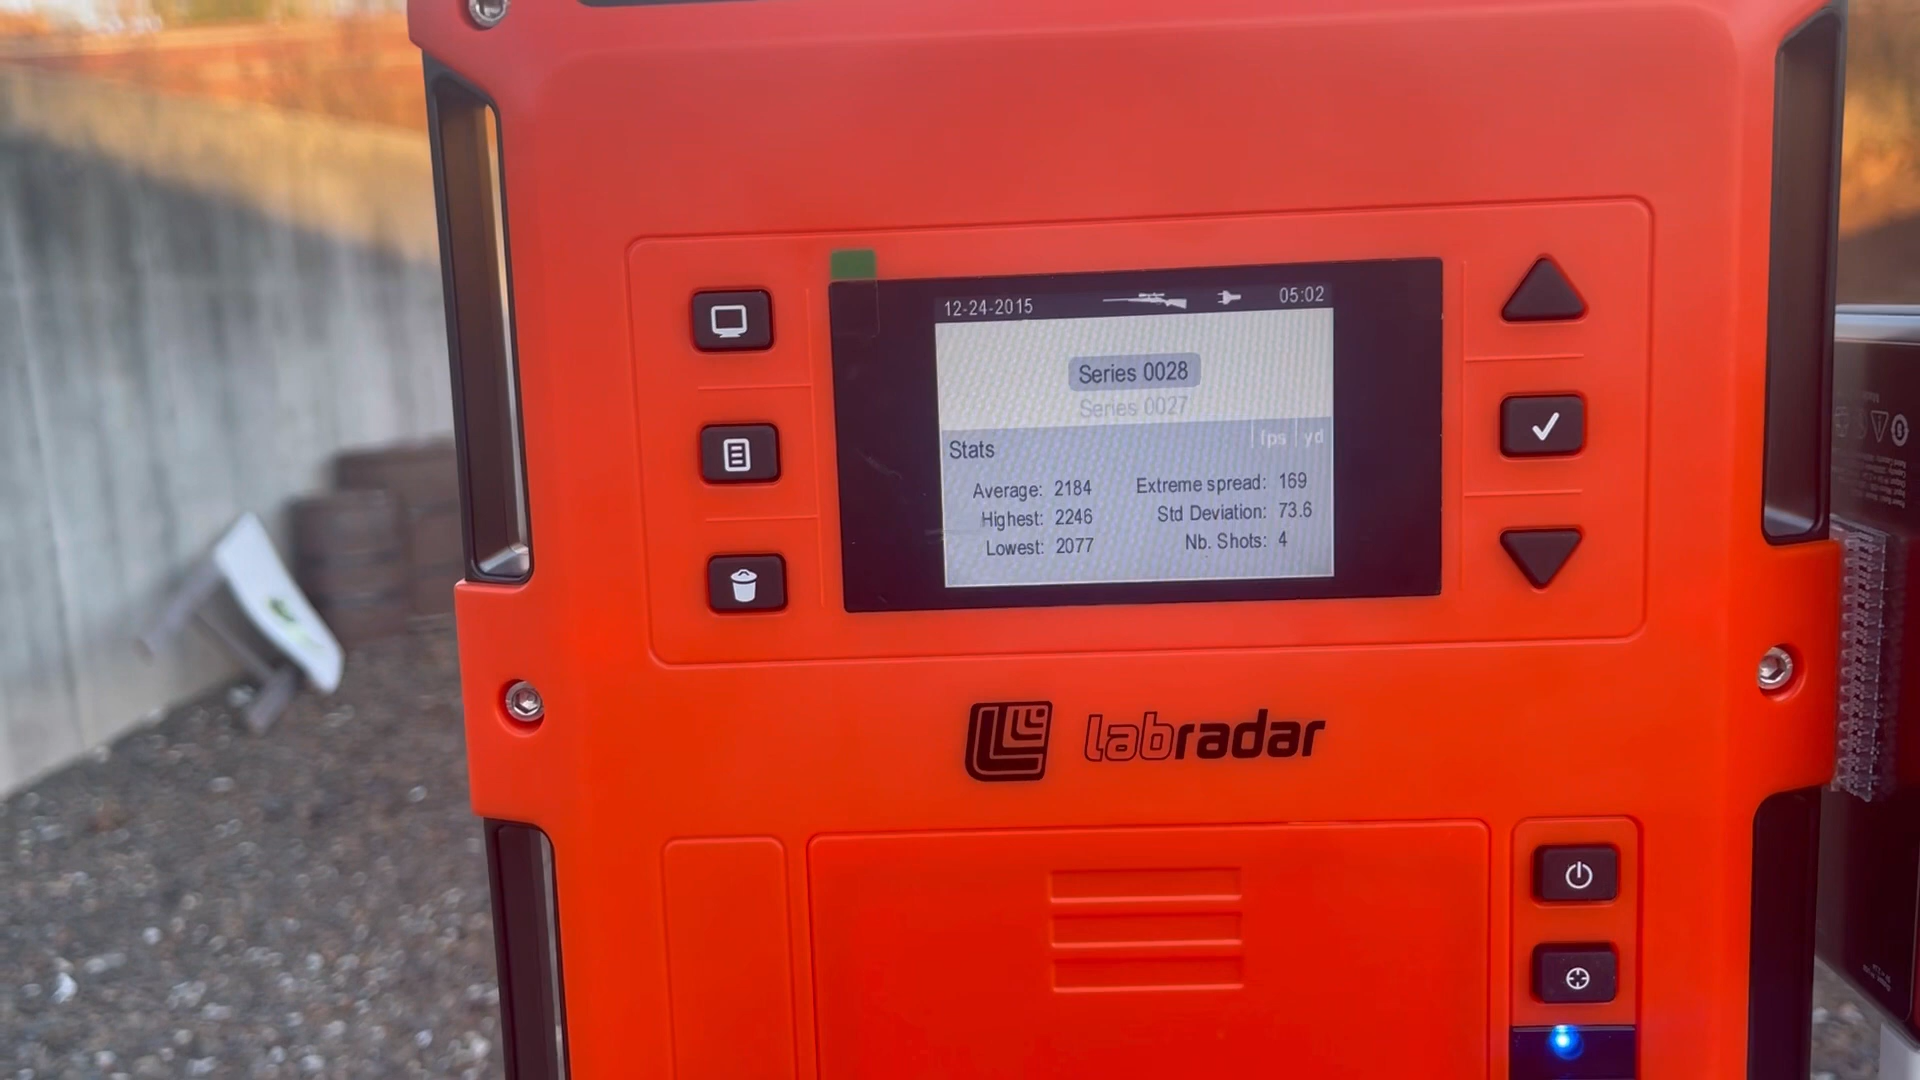 12-24-2015 05:02
Series 0028
Series 0027
fps yd
Stats
Average: 2184 Extreme spread: 169
Highest: 2246 Std Deviation: 73.6
Lowest: 2077 Nb. Shots: 4
labradar